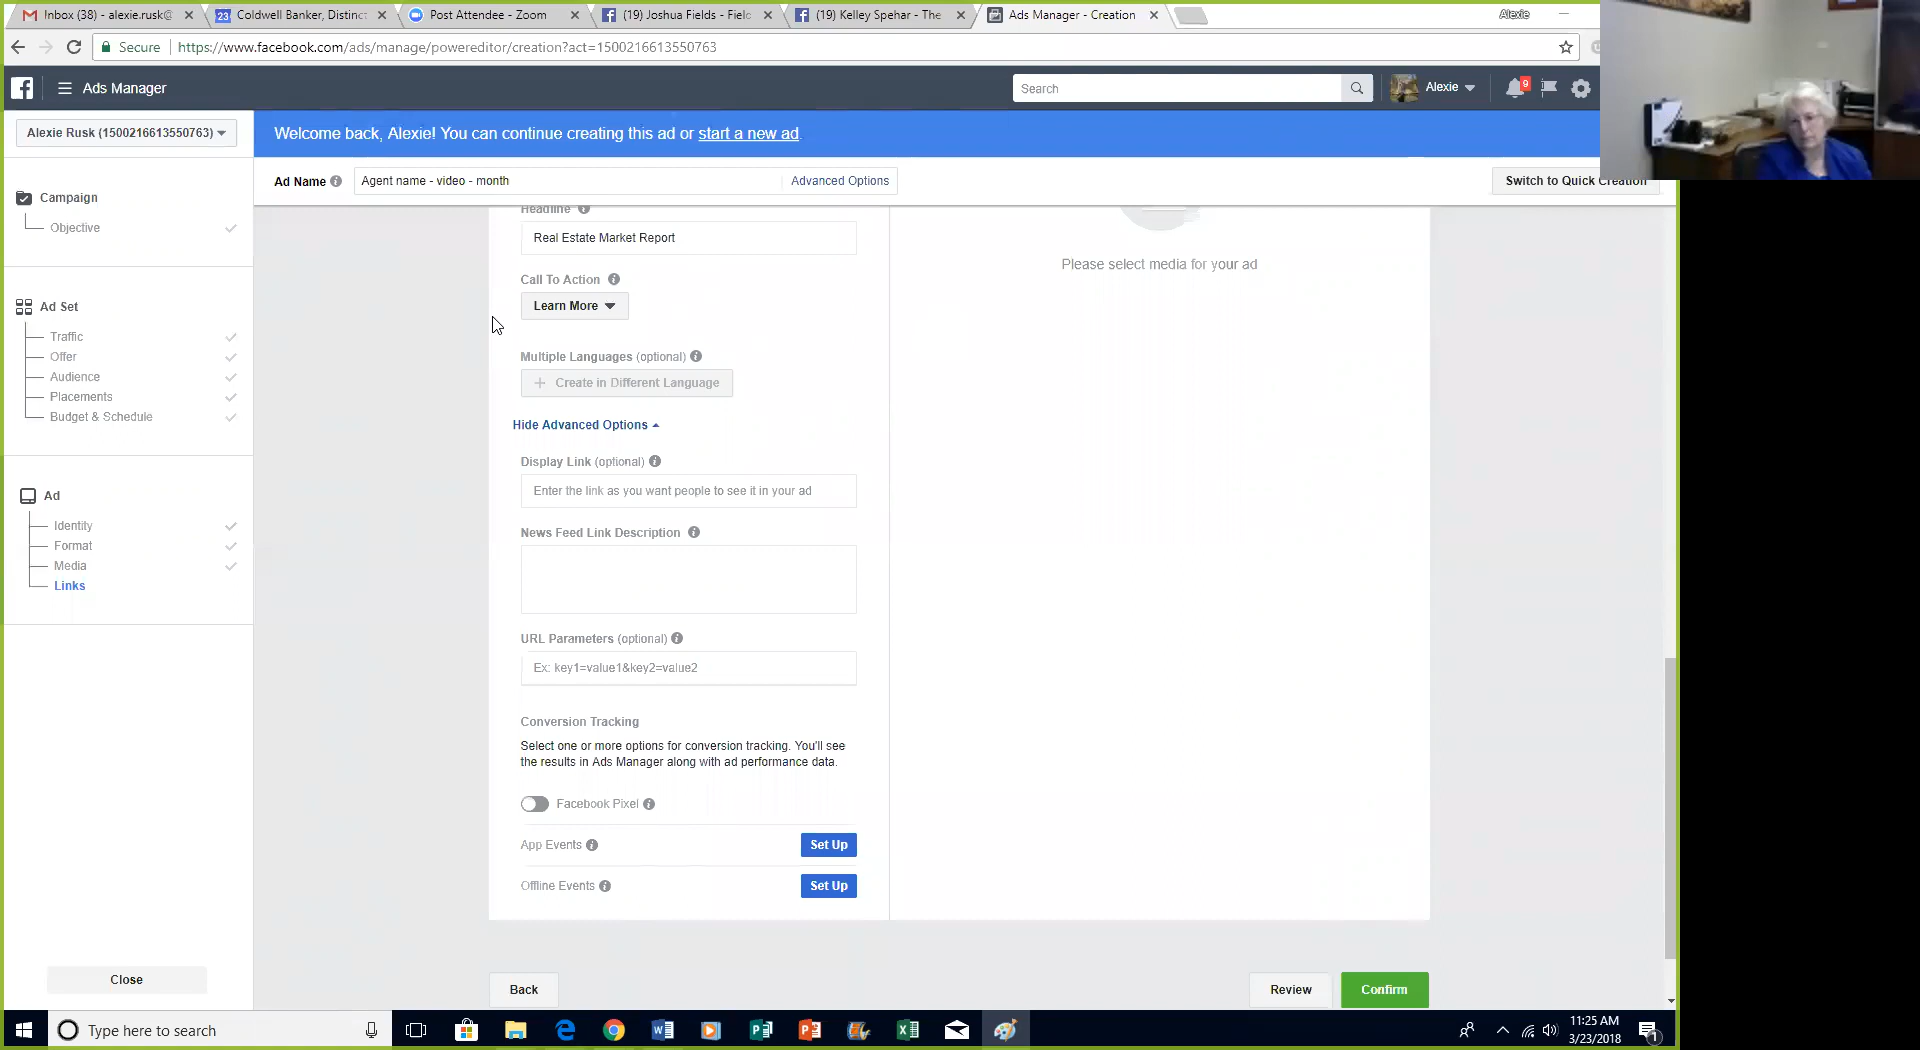 Inbox (38) - alexie.rusk@
23 Coldwell Banker, Distinct
Post Attendee - Zoom
(19) Joshua Fields - Field
(19) Kelley Spehar - The
Ads Manager - Creation
Alexie
Secure https://www.facebook.com/ads/manage/powereditor/creation?act=1500216613550763
Ads Manager
Search
Alexie
9
Alexie Rusk (1500216613550763)
Welcome back, Alexie! You can continue creating this ad or start a new ad.
Ad Name
Agent name - video - month
Advanced Options
Switch to Quick Creation
Campaign
Objective
Ad Set
Traffic
Offer
Audience
Placements
Budget & Schedule
Ad
Identity
Format
Media
Links
Close
Headline
Real Estate Market Report
Call To Action
Learn More
Multiple Languages (optional)
+ Create in Different Language
Hide Advanced Options
Display Link (optional)
Enter the link as you want people to see it in your ad
News Feed Link Description
URL Parameters (optional)
Ex: key1=value1&key2=value2
Conversion Tracking
Select one or more options for conversion tracking. You'll see
the results in Ads Manager along with ad performance data.
Facebook Pixel
App Events
Set Up
Offline Events
Set Up
Please select media for your ad
Back
Review
Confirm
Type here to search
11:25 AM
3/23/2018
1